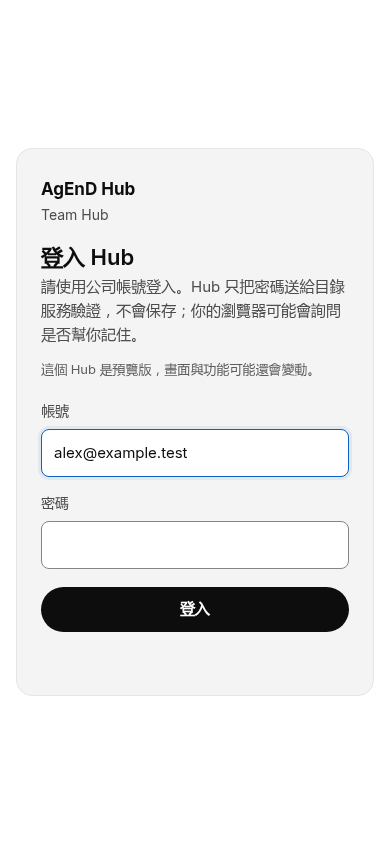 AgEnD Hub
Team Hub
登入 Hub
請使用公司帳號登入。Hub 只把密碼送給目錄
服務驗證，不會保存；你的瀏覽器可能會詢問
是否幫你記住。
這個 Hub 是預覽版，畫面與功能可能還會變動。
帳號
alex@example.test
密碼
登入